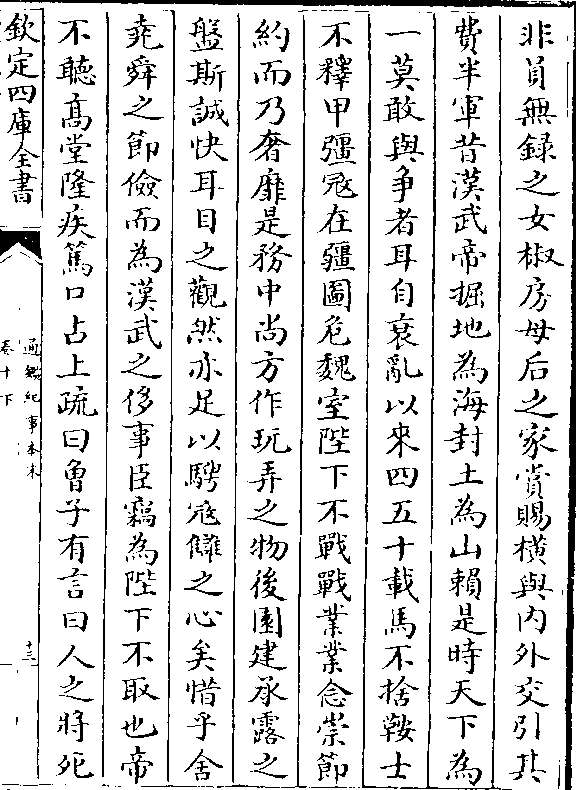 非員無録之女椒房母后之家賞賜横與内外交引其
費半軍昔漢武帝掘地為海封土為山賴是時天下為
一莫敢與爭者耳自衰亂以來四五十載馬不捨鞍士
不釋甲彊宼在疆圖危魏室陛下不戰戰業業念崇節
約而乃奢靡是務中尚方作玩弄之物後園建承露之
盤斯誠快耳目之觀然亦足以騁宼讎之心矣惜乎舍
堯舜之節儉而為漢武之侈事臣竊為陛下不取也帝
不聽高堂隆疾篤口占上疏曰曾子有言曰人之將死
欽定四庫全書
通鑑紀事本末
卷十下
十三